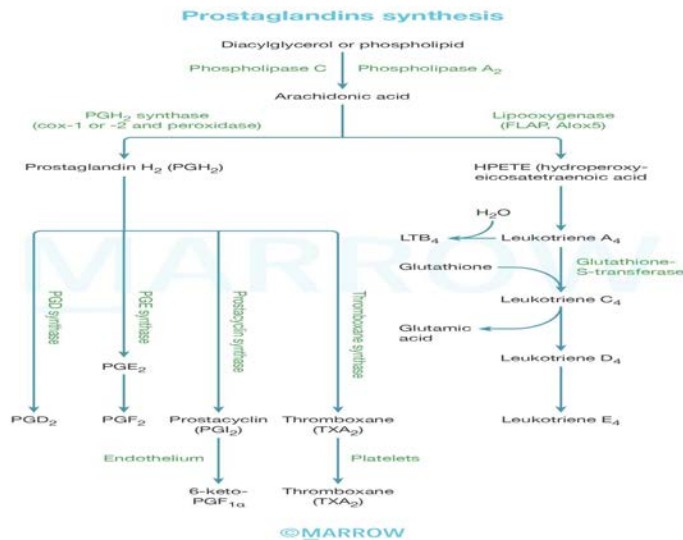 Prostaglandins synthesis
Diacylglycerol or phospholipid
Phospholipase C
Phospholipase A₂
Arachidonic acid
PGH₂ synthase
(cox-1 or -2 and peroxidase)
Lipooxygenase
(FLAP, Alox5)
Prostaglandin H₂ (PGH₂)
HPETE (hydroperoxy-
eicosatetraenoic acid
H₂O
LTB₄
Leukotriene A₄
Glutathione
Glutathione-
S-transferase
Leukotriene C₄
Glutamic
acid
Leukotriene D₄
Leukotriene E₄
PGD synthase
PGE synthase
Prostacyclin synthase
Thromboxane synthase
PGE₂
PGD₂
PGF₂
Prostacyclin
(PGI₂)
Thromboxane
(TXA₂)
Endothelium
Platelets
6-keto-
PGF₁α
Thromboxane
(TXA₂)
MARROW
©MARROW